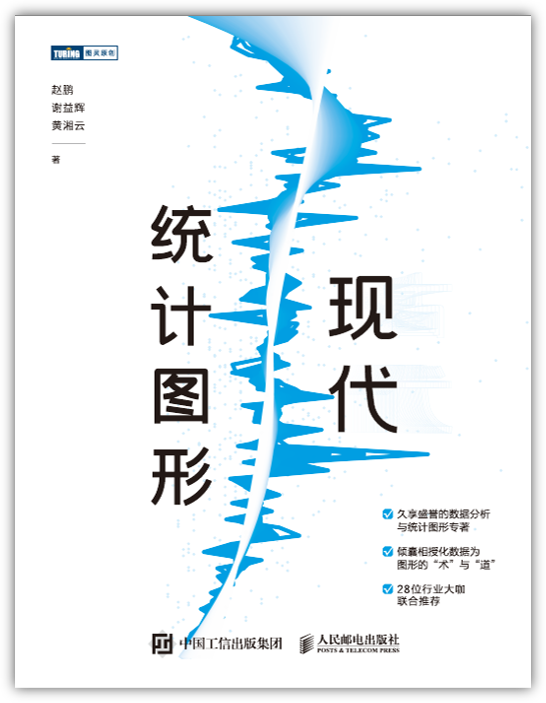 TURING 图灵原创
赵鹏
谢益辉
黄湘云
著
现代
统计图形
久享盛誉的数据分析
与统计图形专著
倾囊相授化数据为
图形的“术”与“道”
28位行业大咖
联合推荐
中国工信出版集团
人民邮电出版社
POSTS & TELECOM PRESS